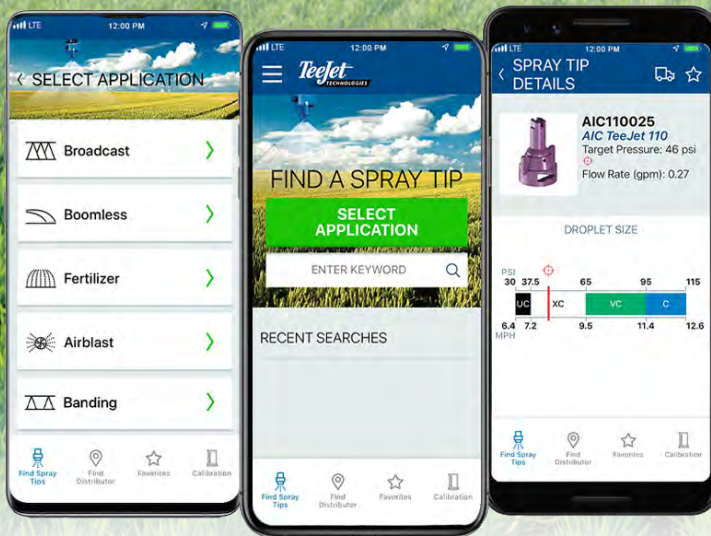 LTE 12:00 PM
SELECT APPLICATION
Broadcast
Boomless
Fertilizer
Airblast
Banding
Find Spray Tips
Find Distributor
Favorites
Calibration
LTE 12:00 PM
TeeJet
TECHNOLOGIES
FIND A SPRAY TIP
SELECT
APPLICATION
ENTER KEYWORD
RECENT SEARCHES
Find Spray Tips
Find Distributor
Favorites
Calibration
LTE 12:00 PM
SPRAY TIP
DETAILS
AIC110025
AIC TeeJet 110
Target Pressure: 46 psi
Flow Rate (gpm): 0.27
DROPLET SIZE
PSI
30 37.5 65 95 115
UC XC VC C
6.4 7.2 9.5 11.4 12.6
MPH
Find Spray Tips
Find Distributor
Favorites
Calibration